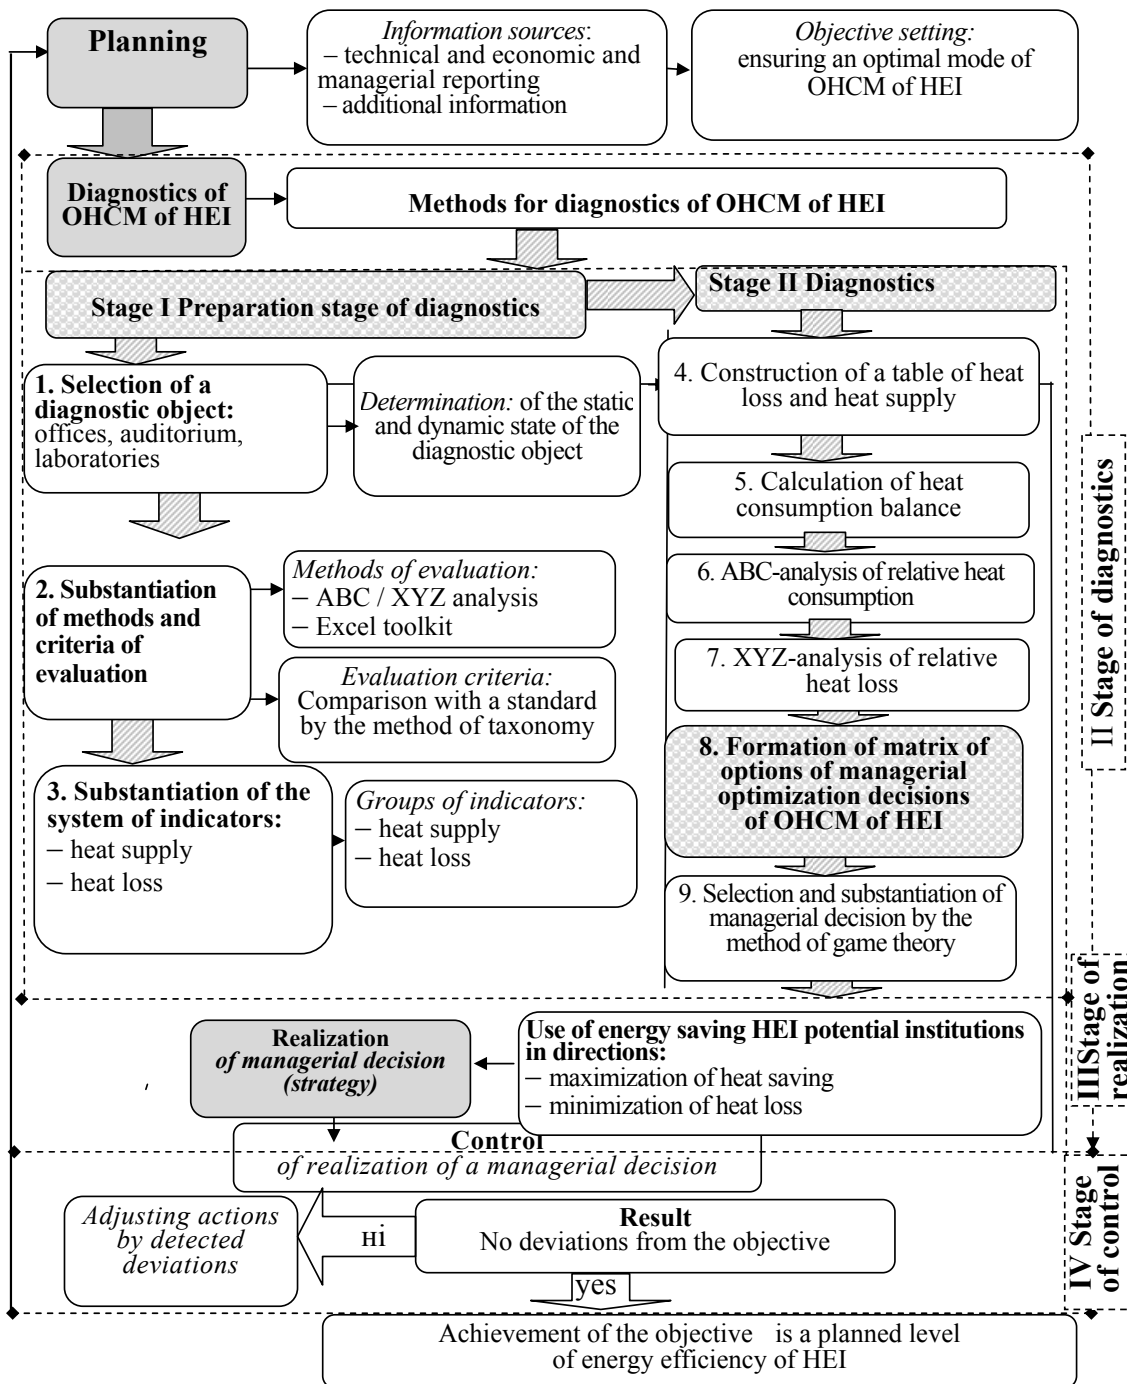 Planning
Information sources:
– technical and economic and
managerial reporting
– additional information
Objective setting:
ensuring an optimal mode of
OHCM of HEI
Diagnostics of
OHCM of HEI
Methods for diagnostics of OHCM of HEI
Stage I Preparation stage of diagnostics
Stage II Diagnostics
1. Selection of a
diagnostic object:
offices, auditorium,
laboratories
Determination: of the static
and dynamic state of the
diagnostic object
4. Construction of a table of heat
loss and heat supply
5. Calculation of heat
consumption balance
6. ABC-analysis of relative heat
consumption
7. XYZ-analysis of relative
heat loss
8. Formation of matrix of
options of managerial
optimization decisions
of OHCM of HEI
9. Selection and substantiation of
managerial decision by the
method of game theory
2. Substantiation
of methods and
criteria of
evaluation
Methods of evaluation:
– ABC / XYZ analysis
– Excel toolkit
Evaluation criteria:
Comparison with a standard
by the method of taxonomy
3. Substantiation of the
system of indicators:
– heat supply
– heat loss
Groups of indicators:
– heat supply
– heat loss
II Stage of diagnostics
Realization
of managerial decision
(strategy)
Use of energy saving HEI potential institutions
in directions:
– maximization of heat saving
– minimization of heat loss
IIIStage of
realization
Control
of realization of a managerial decision
Adjusting actions
by detected
deviations
ні
Result
No deviations from the objective
yes
IV Stage
of control
Achievement of the objective is a planned level
of energy efficiency of HEI